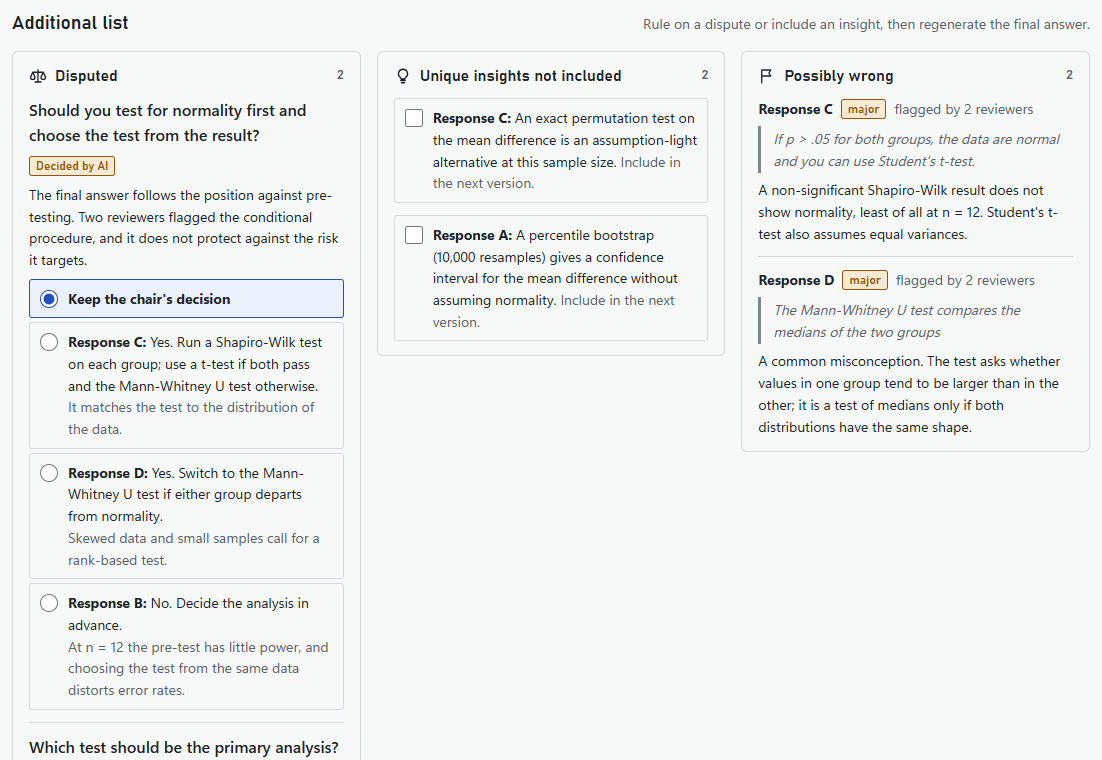 Additional list
Rule on a dispute or include an insight, then regenerate the final answer.
Disputed
2
Should you test for normality first and
choose the test from the result?
Decided by AI
The final answer follows the position against pre-
testing. Two reviewers flagged the conditional
procedure, and it does not protect against the risk
it targets.
Keep the chair's decision
Response C: Yes. Run a Shapiro-Wilk test
on each group; use a t-test if both pass
and the Mann-Whitney U test otherwise.
It matches the test to the distribution of
the data.
Response D: Yes. Switch to the Mann-
Whitney U test if either group departs
from normality.
Skewed data and small samples call for a
rank-based test.
Response B: No. Decide the analysis in
advance.
At n = 12 the pre-test has little power, and
choosing the test from the same data
distorts error rates.
Which test should be the primary analysis?
Unique insights not included
2
Response C: An exact permutation test on
the mean difference is an assumption-light
alternative at this sample size. Include in
the next version.
Response A: A percentile bootstrap
(10,000 resamples) gives a confidence
interval for the mean difference without
assuming normality. Include in the next
version.
Possibly wrong
2
Response C major flagged by 2 reviewers
If p > .05 for both groups, the data are normal
and you can use Student's t-test.
A non-significant Shapiro-Wilk result does not
show normality, least of all at n = 12. Student's t-
test also assumes equal variances.
Response D major flagged by 2 reviewers
The Mann-Whitney U test compares the
medians of the two groups
A common misconception. The test asks whether
values in one group tend to be larger than in the
other; it is a test of medians only if both
distributions have the same shape.